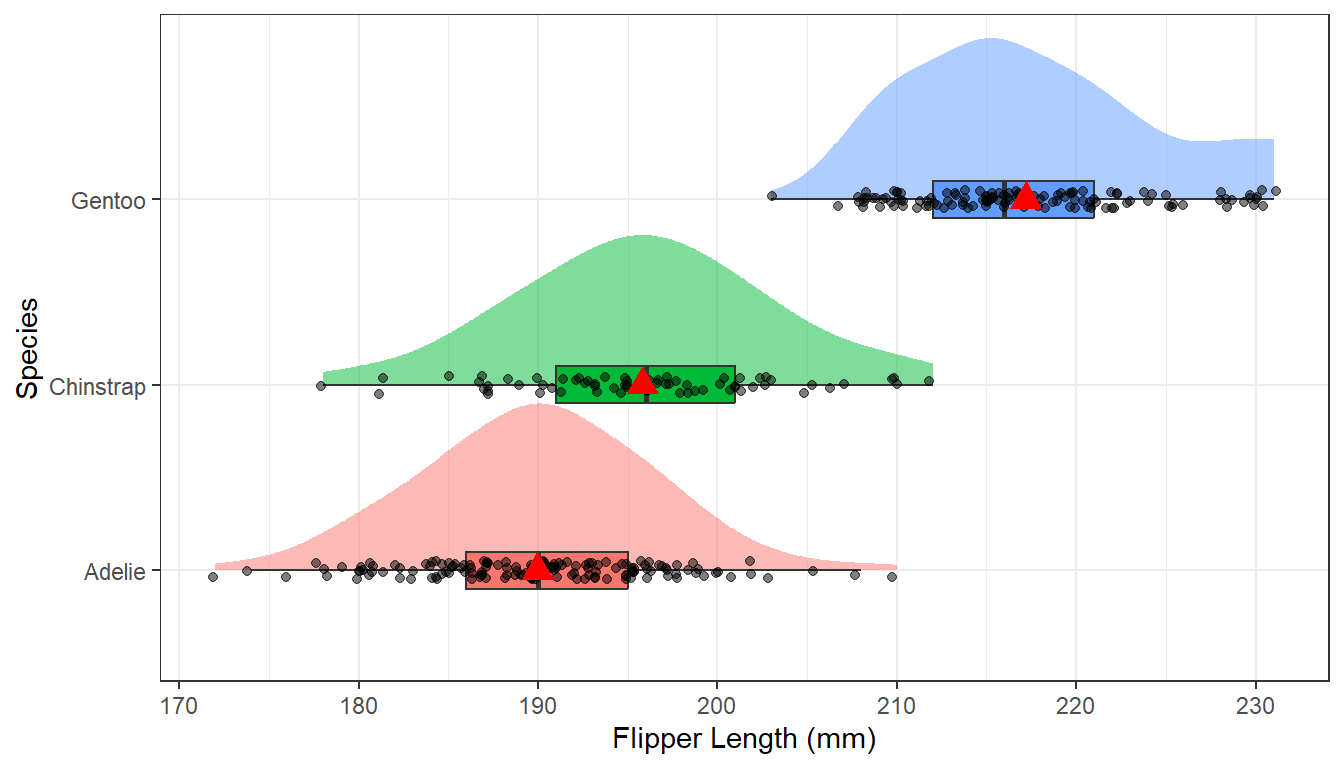 Species
Gentoo
Chinstrap
Adelie
170 180 190 200 210 220 230
Flipper Length (mm)